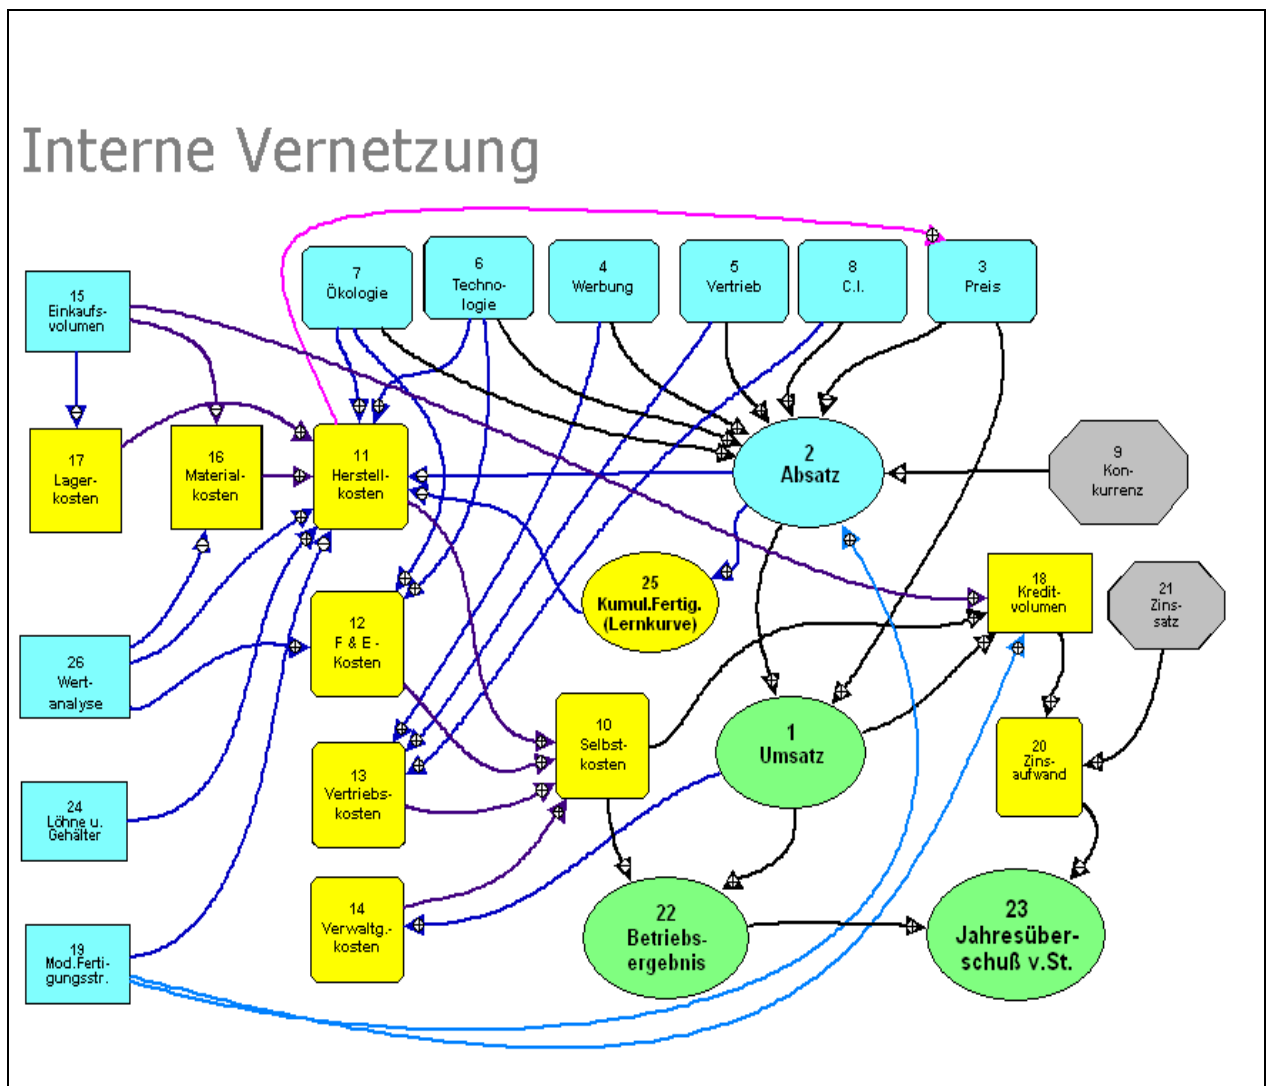 Interne Vernetzung
7
Ökologie
6
Techno-
logie
4
Werbung
5
Vertrieb
8
C.I.
3
Preis
15
Einkaufs-
volumen
17
Lager-
kosten
16
Material-
kosten
11
Herstell-
kosten
2
Absatz
9
Kon-
kurrenz
25
Kumul.Fertig.
(Lernkurve)
18
Kredit-
volumen
21
Zins-
satz
12
F & E -
Kosten
26
Wert-
analyse
10
Selbst-
kosten
1
Umsatz
20
Zins-
aufwand
13
Vertriebs-
kosten
24
Löhne u.
Gehälter
14
Verwaltg.-
kosten
22
Betriebs-
ergebnis
23
Jahresüber-
schuß v.St.
19
Mod.Ferti-
gungsstr.